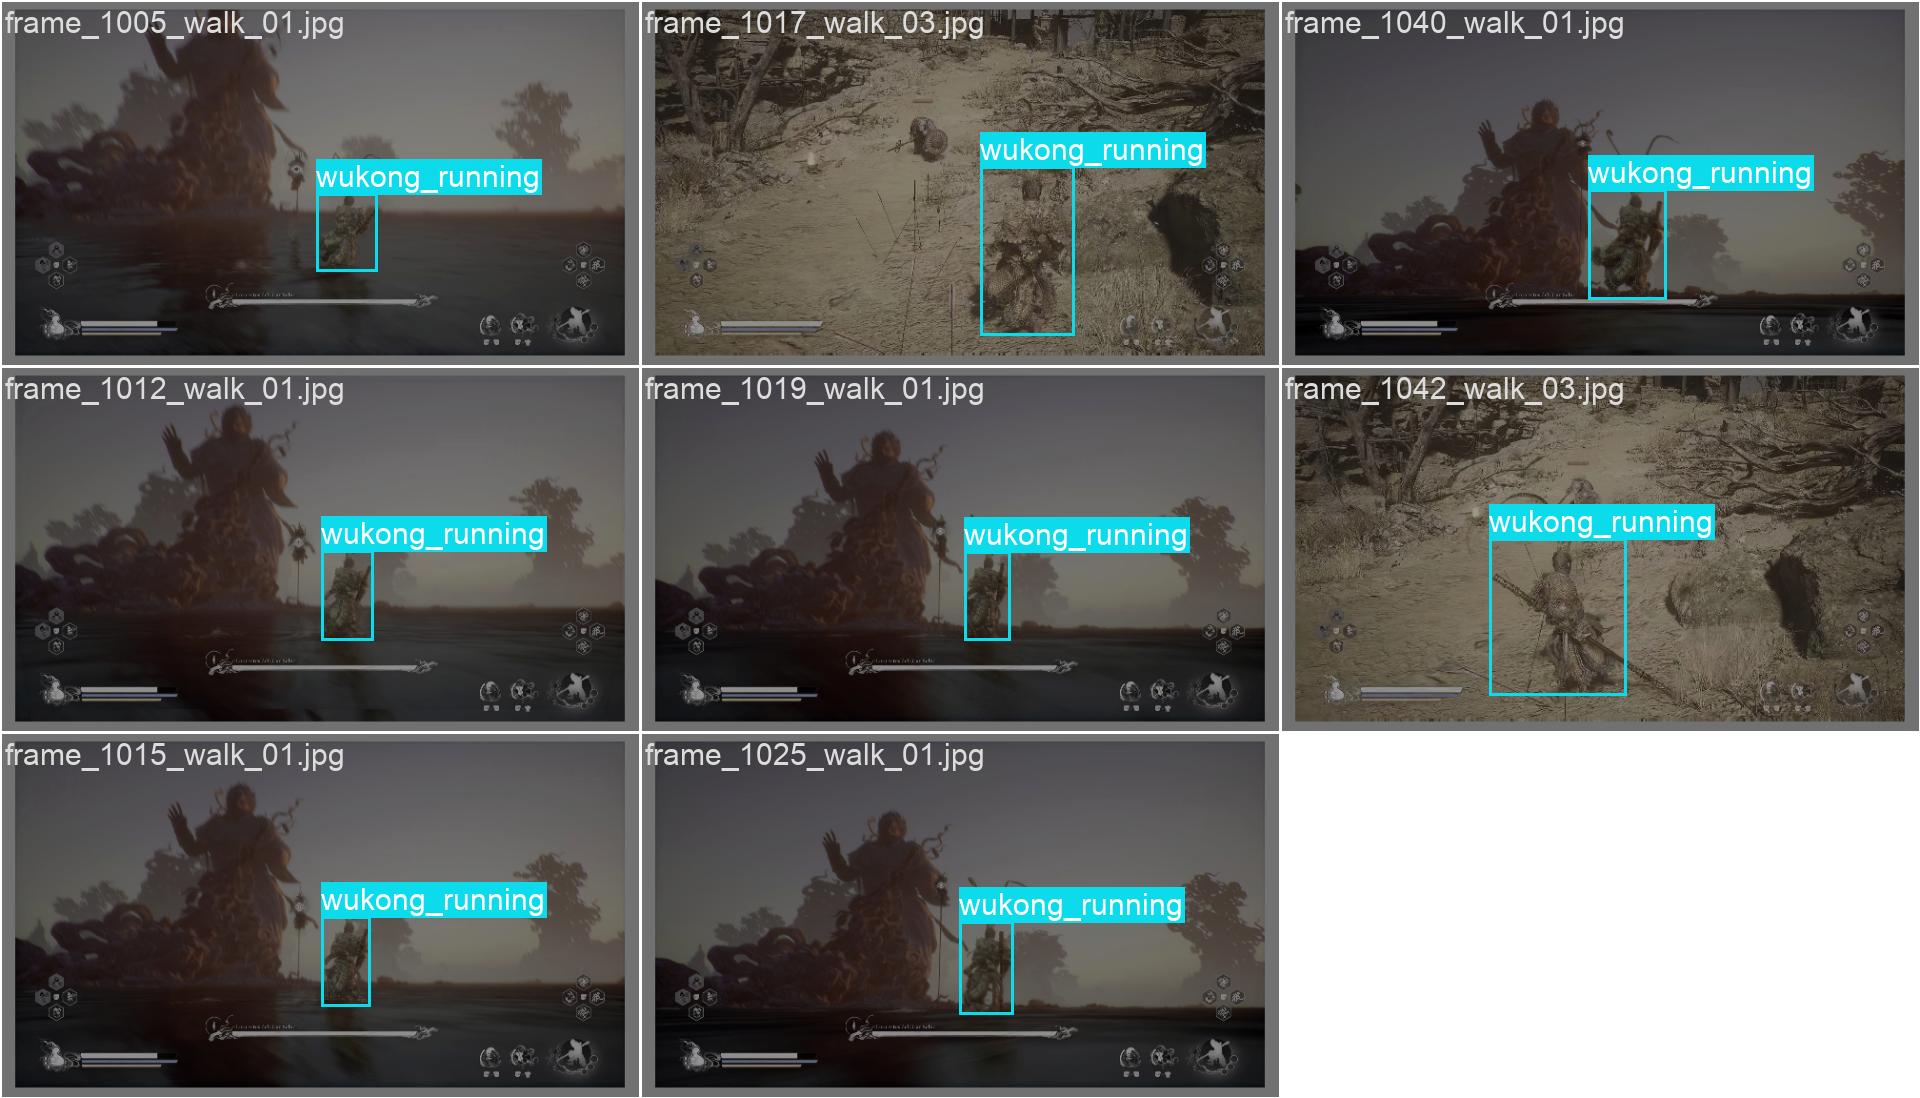 frame_1005_walk_01.jpg
wukong_running
frame_1017_walk_03.jpg
wukong_running
frame_1040_walk_01.jpg
wukong_running
frame_1012_walk_01.jpg
wukong_running
frame_1019_walk_01.jpg
wukong_running
frame_1042_walk_03.jpg
wukong_running
frame_1015_walk_01.jpg
wukong_running
frame_1025_walk_01.jpg
wukong_running